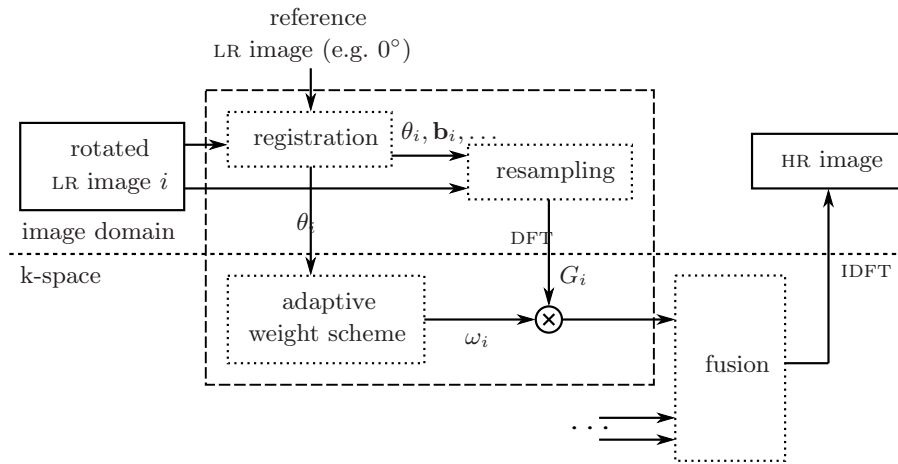 reference
LR image (e.g. 0°)
registration
θᵢ, bᵢ, ...
rotated
LR image i
resampling
HR image
θᵢ
image domain
DFT
k-space
IDFT
Gᵢ
adaptive
weight scheme
ωᵢ
fusion
...